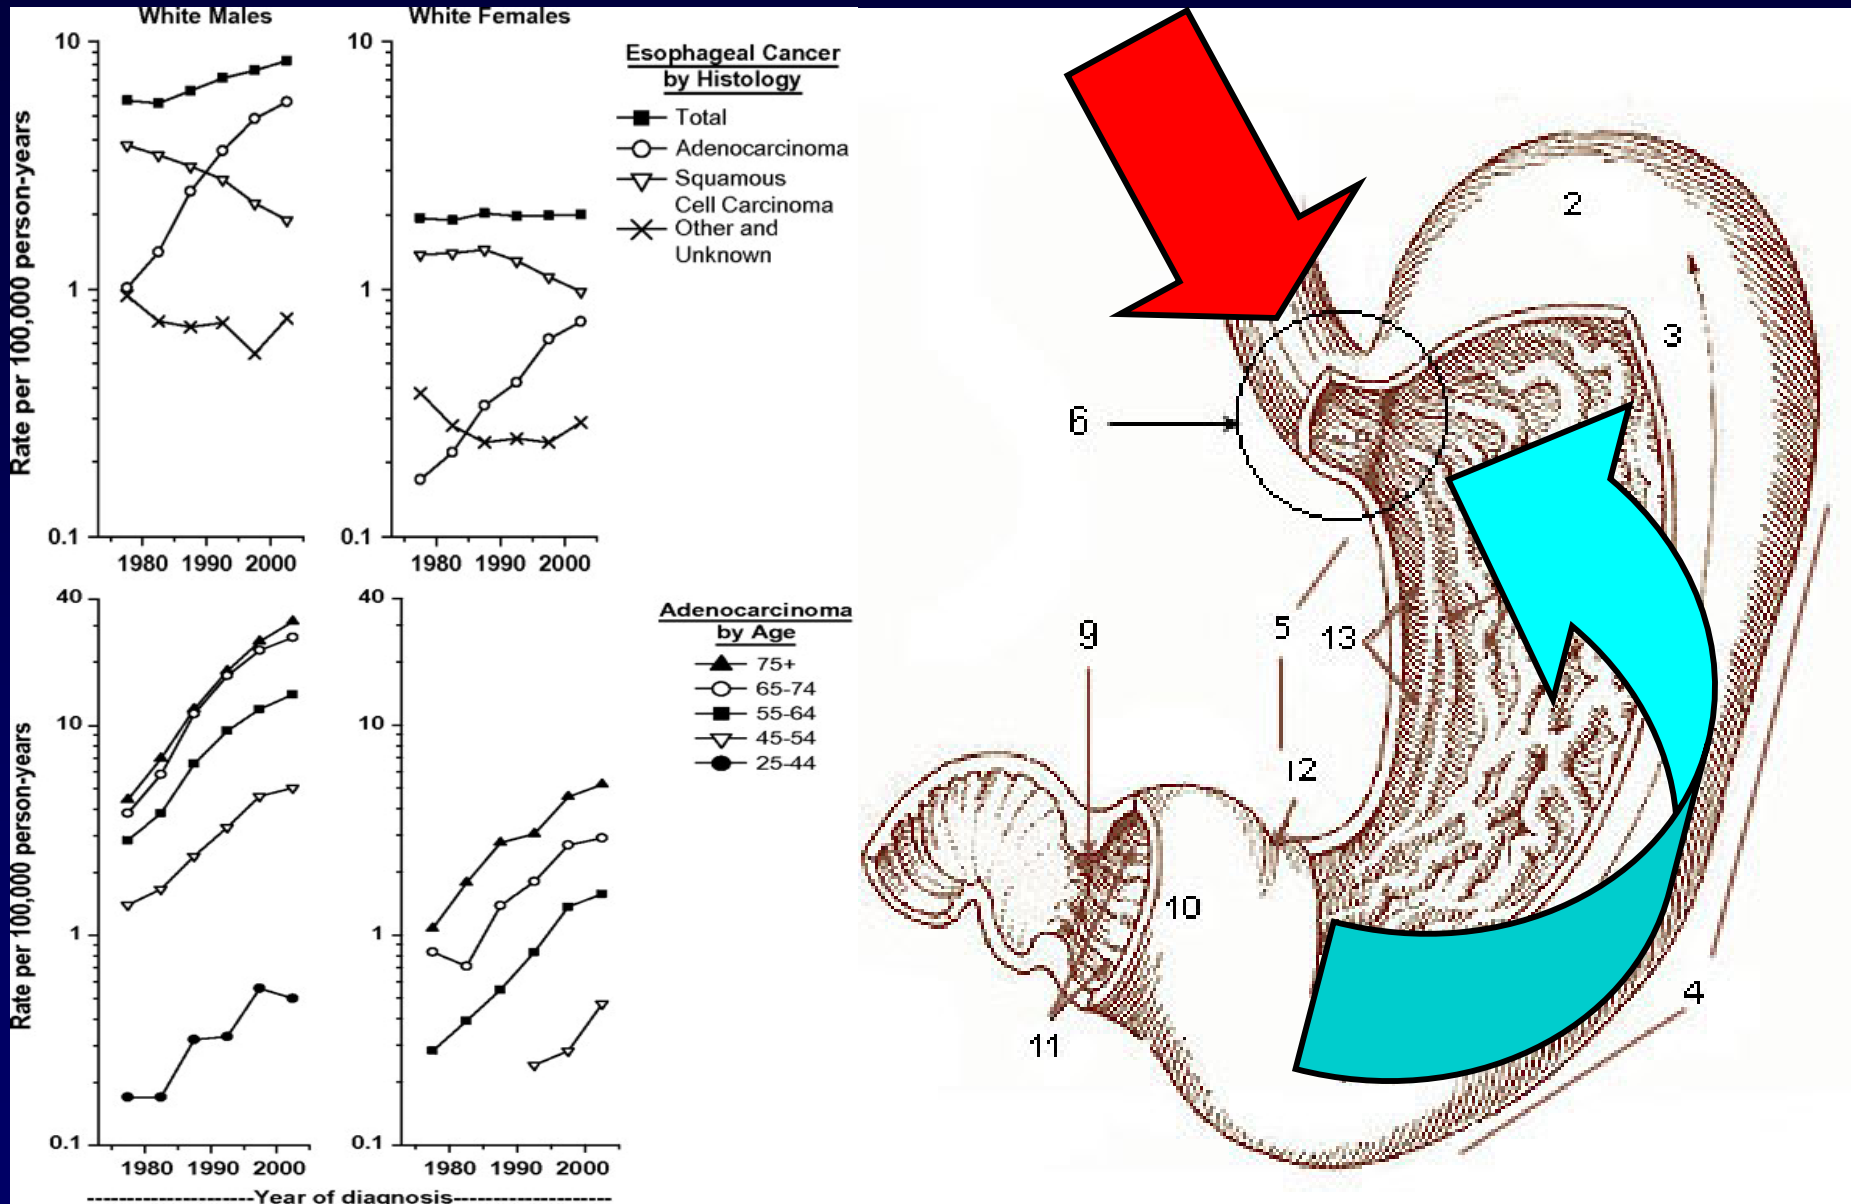 White Males
White Females
10
1
0.1
1980 1990 2000
Rate per 100,000 person-years
10
1
0.1
1980 1990 2000
Esophageal Cancer
by Histology
Total
Adenocarcinoma
Squamous
Cell Carcinoma
Other and
Unknown
40
10
1
0.1
1980 1990 2000
Rate per 100,000 person-years
40
10
1
0.1
1980 1990 2000
Adenocarcinoma
by Age
75+
65-74
55-64
45-54
25-44
--------------------Year of diagnosis-------------------
2
3
6
5
13
9
12
10
4
11